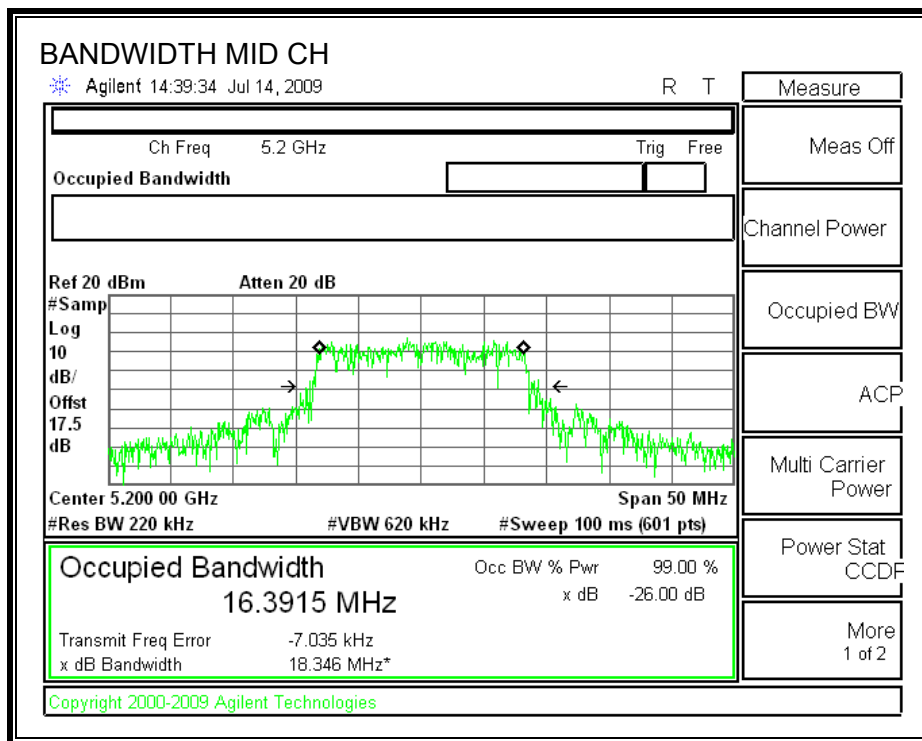 BANDWIDTH MID CH
Agilent 14:39:34 Jul 14, 2009 R T
Measure
Ch Freq 5.2 GHz Trig Free
Meas Off
Occupied Bandwidth
Channel Power
Ref 20 dBm Atten 20 dB
#Samp
Log
10
dB/
Offst
17.5
dB
Occupied BW
ACP
Multi Carrier
Power
Center 5.200 00 GHz Span 50 MHz
#Res BW 220 kHz #VBW 620 kHz #Sweep 100 ms (601 pts)
Power Stat
CCDF
Occupied Bandwidth Occ BW % Pwr 99.00 %
16.3915 MHz x dB -26.00 dB
Transmit Freq Error -7.035 kHz
x dB Bandwidth 18.346 MHz*
More
1 of 2
Copyright 2000-2009 Agilent Technologies